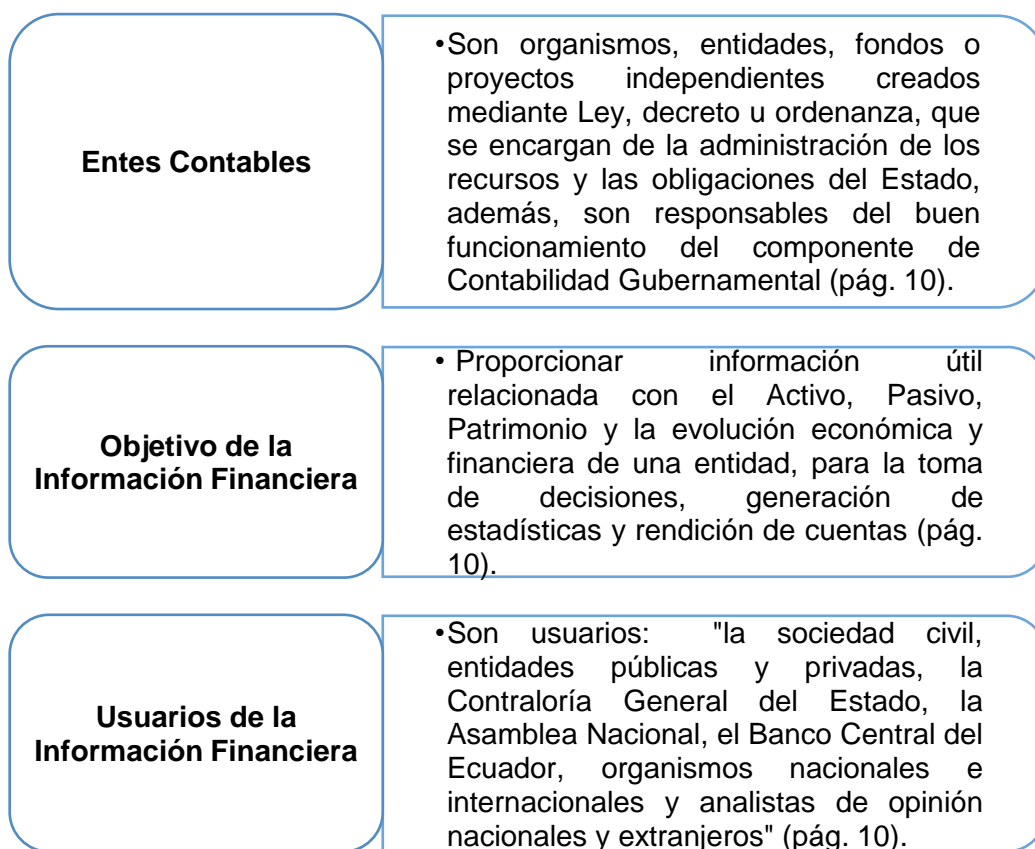 Entes Contables
•Son organismos, entidades, fondos o
proyectos independientes creados
mediante Ley, decreto u ordenanza, que
se encargan de la administración de los
recursos y las obligaciones del Estado,
además, son responsables del buen
funcionamiento del componente de
Contabilidad Gubernamental (pág. 10).
Objetivo de la
Información Financiera
• Proporcionar información útil
relacionada con el Activo, Pasivo,
Patrimonio y la evolución económica y
financiera de una entidad, para la toma
de decisiones, generación de
estadísticas y rendición de cuentas (pág.
10).
Usuarios de la
Información Financiera
•Son usuarios: "la sociedad civil,
entidades públicas y privadas, la
Contraloría General del Estado, la
Asamblea Nacional, el Banco Central del
Ecuador, organismos nacionales e
internacionales y analistas de opinión
nacionales y extranjeros" (pág. 10).